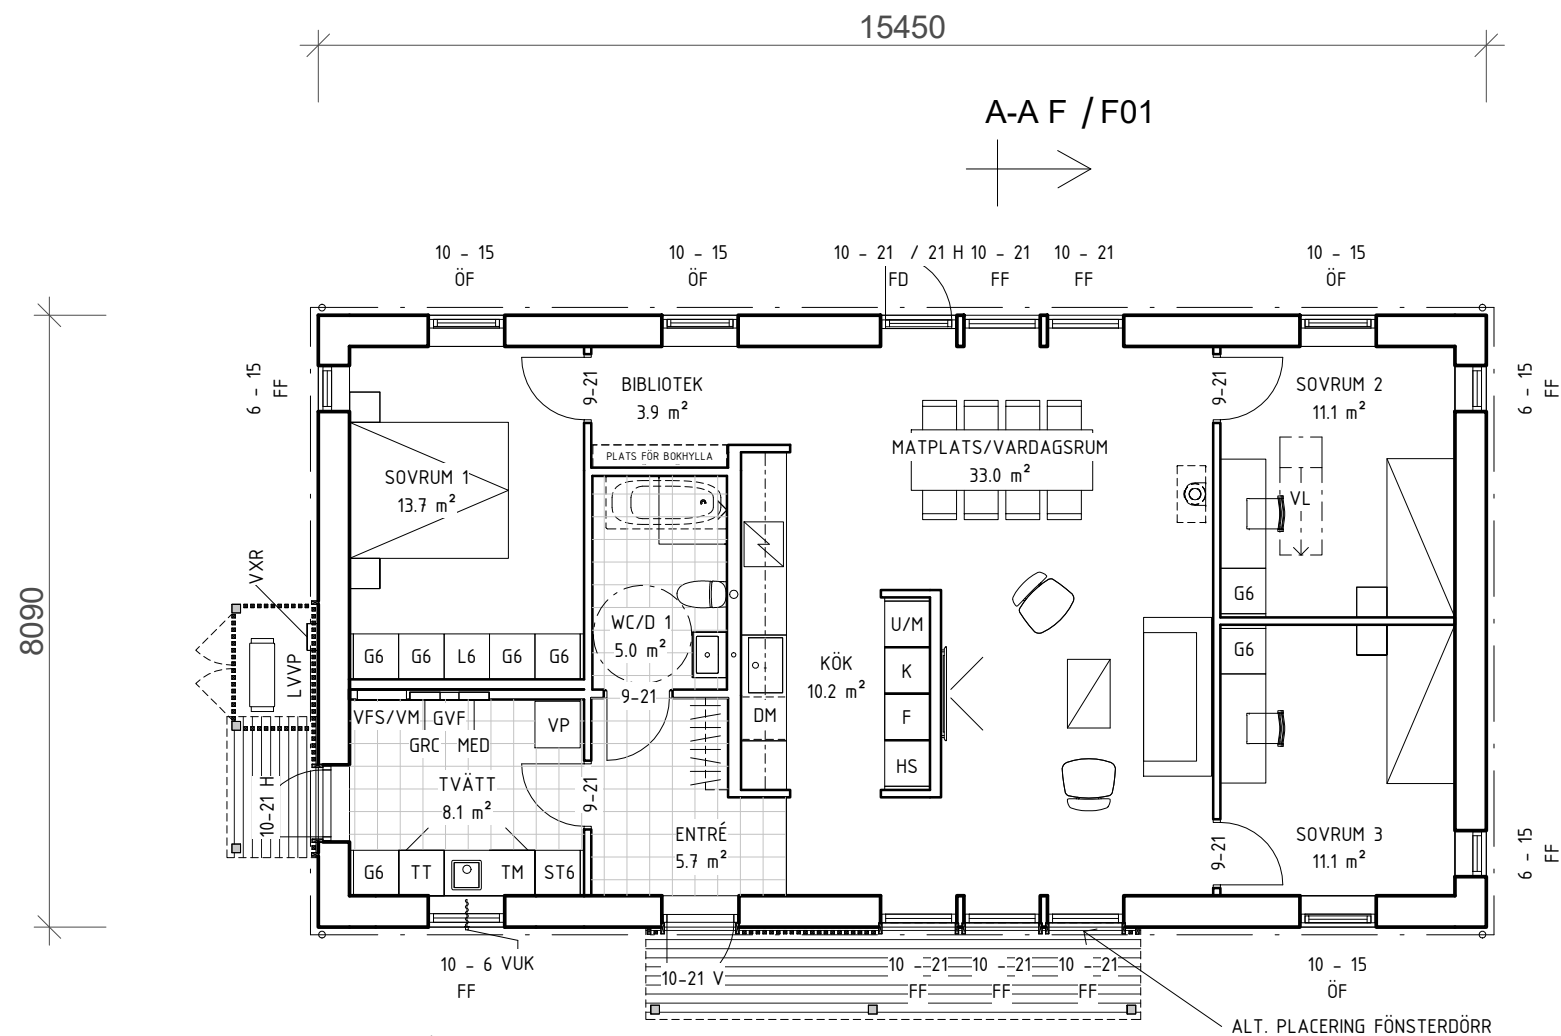 15450
A-A F / F01
10 - 15
ÖF
10 - 15
ÖF
10 - 21 / 21 H
FD
10 - 21
FF
10 - 21
FF
10 - 15
ÖF
8090
6 - 15
FF
9-21
BIBLIOTEK
3.9 m²
9-21
SOVRUM 2
11.1 m²
6 - 15
FF
PLATS FÖR BOKHYLLA
MATPLATS/VARDAGSRUM
33.0 m²
SOVRUM 1
13.7 m²
VL
VXR
G6
LVVP
WC/D 1
5.0 m²
U/M
G6
G6
L6
G6
G6
KÖK
10.2 m²
K
G6
9-21
VFS/VM
GVF
VP
DM
F
GRC MED
HS
TVÄTT
8.1 m²
10-21 H
9-21
ENTRÉ
5.7 m²
9-21
SOVRUM 3
11.1 m²
6 - 15
FF
G6
TT
TM
ST6
10 - 6
FF
VUK
10-21 V
10 - 21
FF
10 - 21
FF
10 - 21
FF
10 - 15
ÖF
ALT. PLACERING FÖNSTERDÖRR